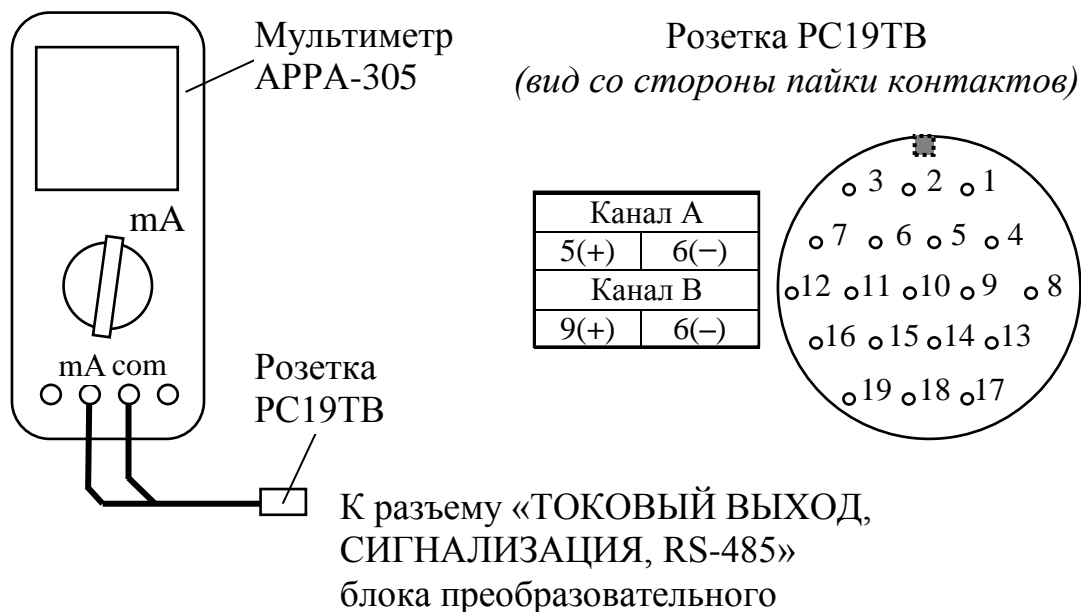 Мультиметр
APPA-305
mA
mA com
Розетка
РС19ТВ
К разъему «ТОКОВЫЙ ВЫХОД,
СИГНАЛИЗАЦИЯ, RS-485»
блока преобразовательного
Розетка РС19ТВ
(вид со стороны пайки контактов)
Канал А
5(+) 6(−)
Канал В
9(+) 6(–)
3 2 1
7 6 5 4
12 11 10 9 8
16 15 14 13
19 18 17